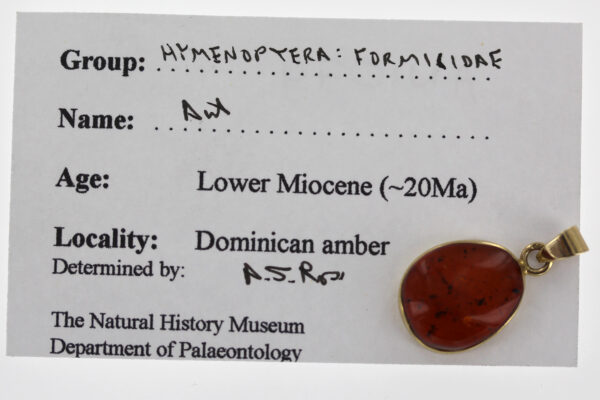 Group: HYMENOPTERA: FORMICIDAE
Name: Ant
Age: Lower Miocene (~20Ma)
Locality: Dominican amber
Determined by: A.S. Ross
The Natural History Museum
Department of Palaeontology